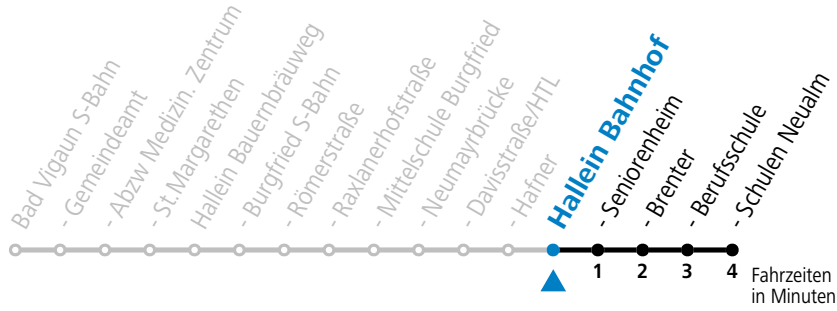 Bad Vigaun S-Bahn
- Gemeindeamt
- Abzw Medizin. Zentrum
- St.Margarethen
Hallein Bauernbräuweg
- Burgfried S-Bahn
- Römerstraße
- Raxlanerhofstraße
- Mittelschule Burgfried
- Neumayrbrücke
- Davisstraße/HTL
- Hafner
Hallein Bahnhof
- Seniorenheim
- Brenter
- Berufsschule
- Schulen Neualm
1 2 3 4
Fahrzeiten
in Minuten